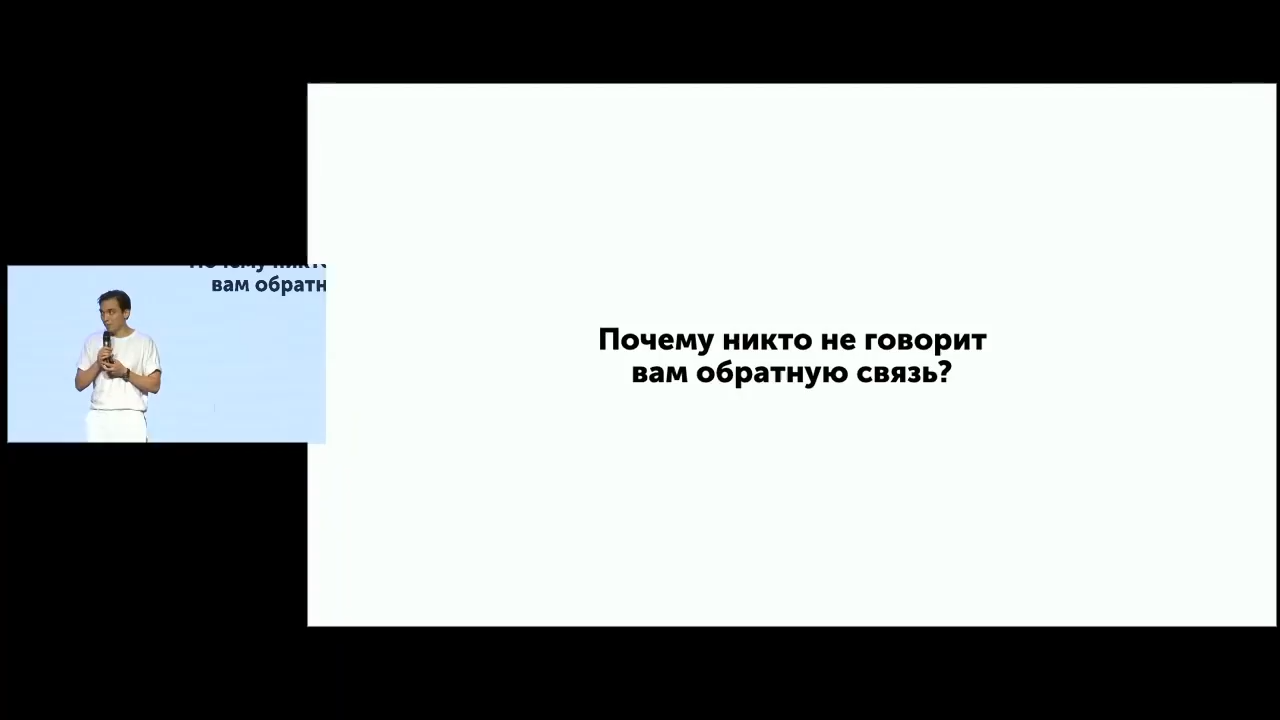 Почему никто не говорит
вам обратную связь?
вам обратн